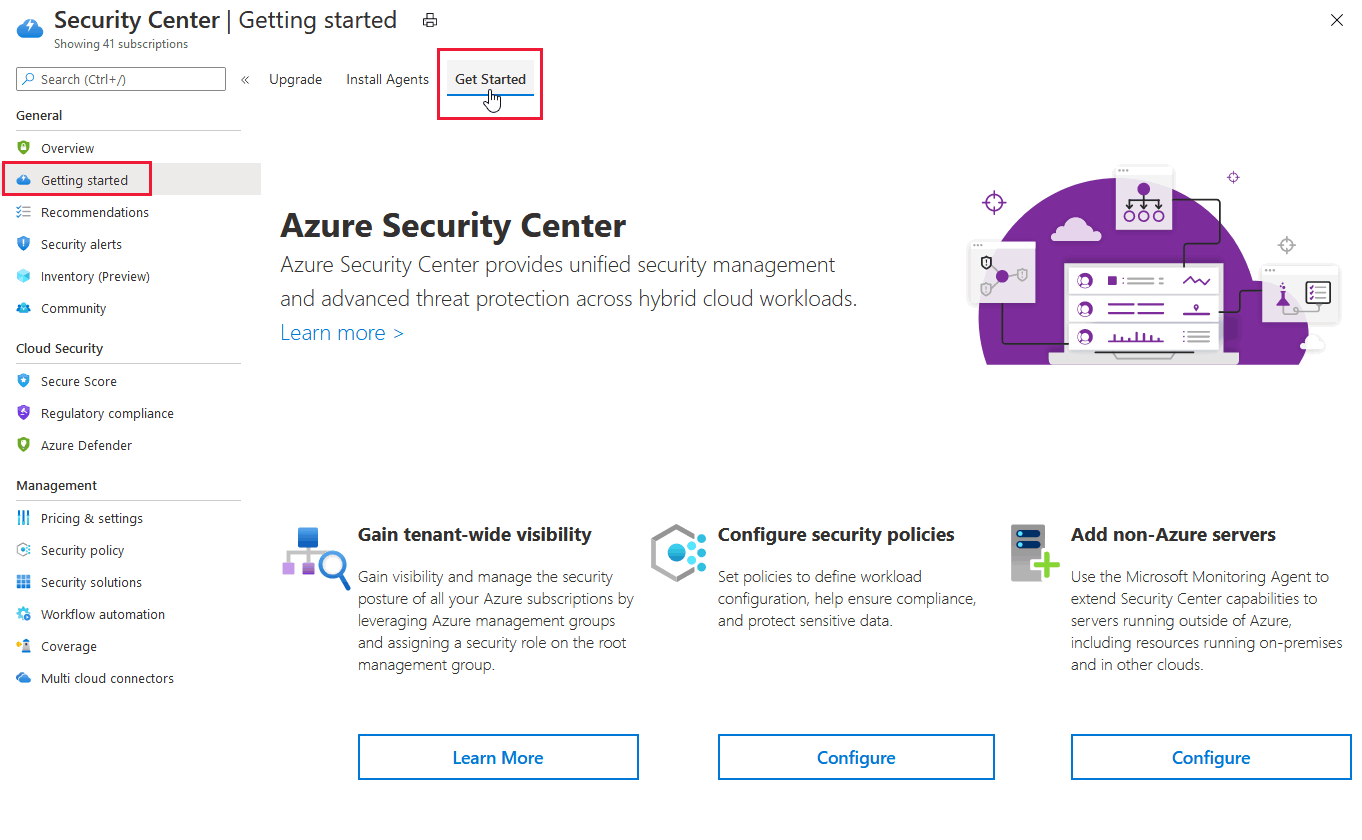 Security Center | Getting started
Showing 41 subscriptions
Search (Ctrl+/)
«
Upgrade
Install Agents
Get Started
General
Overview
Getting started
Recommendations
Security alerts
Inventory (Preview)
Community
Cloud Security
Secure Score
Regulatory compliance
Azure Defender
Management
Pricing & settings
Security policy
Security solutions
Workflow automation
Coverage
Multi cloud connectors
Azure Security Center
Azure Security Center provides unified security management
and advanced threat protection across hybrid cloud workloads.
Learn more >
Gain tenant-wide visibility
Gain visibility and manage the security
posture of all your Azure subscriptions by
leveraging Azure management groups
and assigning a security role on the root
management group.
Learn More
Configure security policies
Set policies to define workload
configuration, help ensure compliance,
and protect sensitive data.
Configure
Add non-Azure servers
Use the Microsoft Monitoring Agent to
extend Security Center capabilities to
servers running outside of Azure,
including resources running on-premises
and in other clouds.
Configure